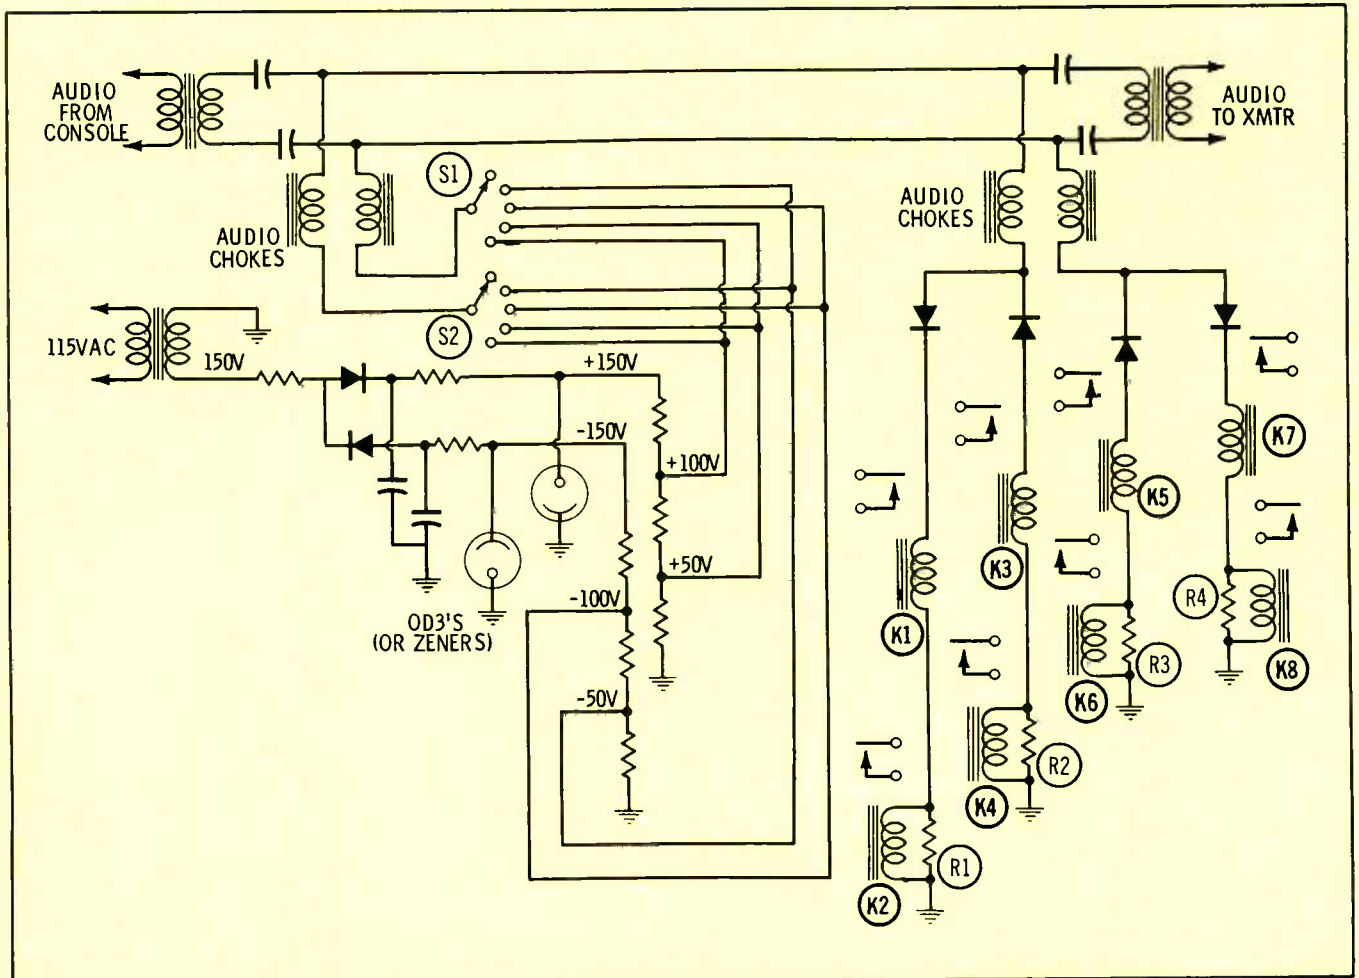 AUDIO
FROM
CONSOLE
AUDIO
TO XMTR
S1
AUDIO
CHOKES
AUDIO
CHOKES
S2
115VAC
150V
+150V
-150V
+100V
+50V
-100V
-50V
OD3'S
(OR ZENERS)
K7
K5
K3
K1
R4
R3
K8
K6
R2
K4
R1
K2